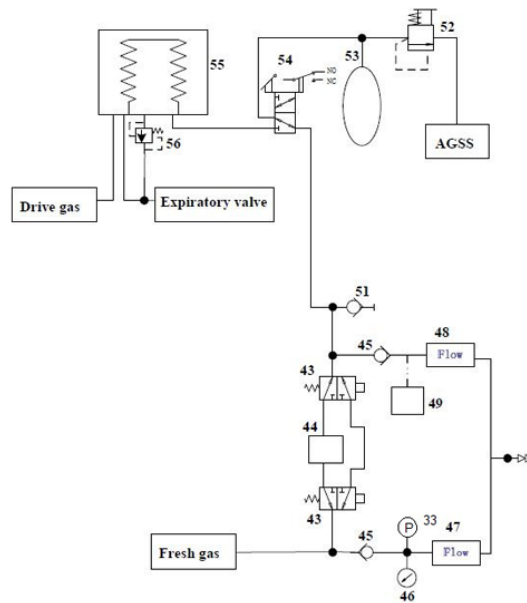 52
54
53
55
NO
NC
56
AGSS
Drive gas
Expiratory valve
51
45
48
Flow
43
49
44
43
33
47
Fresh gas
45
P
Flow
46